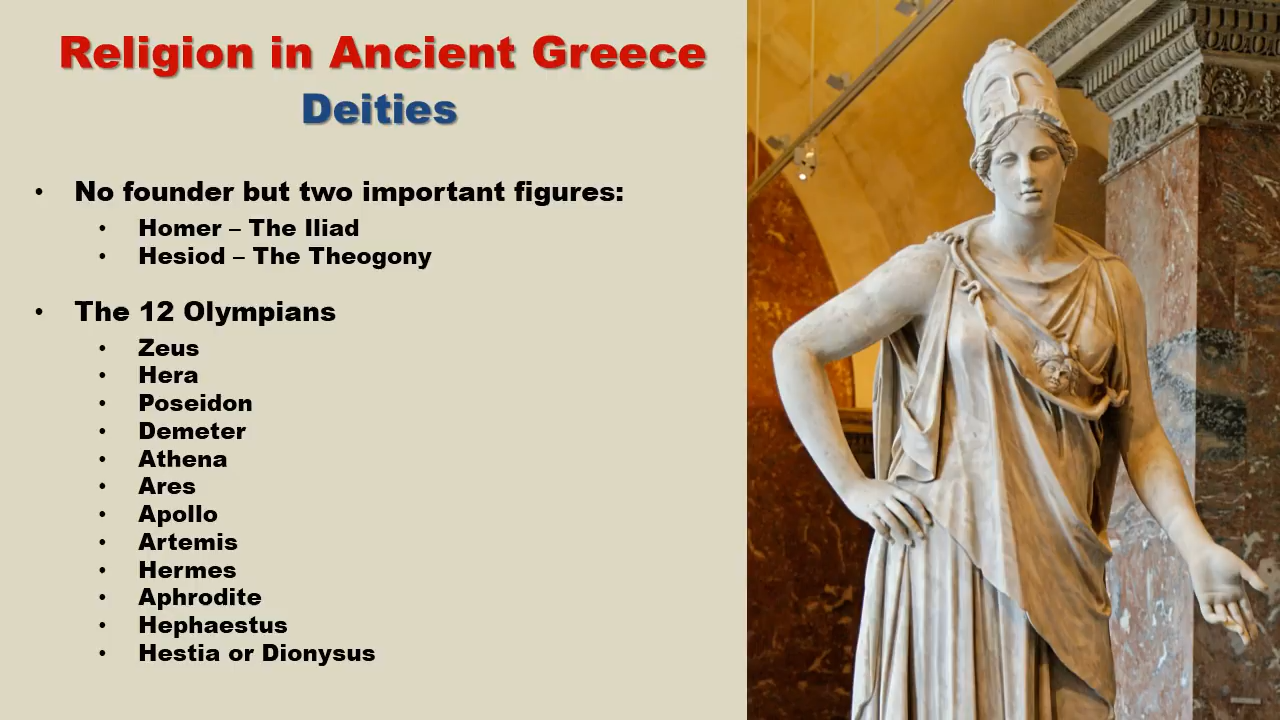 Religion in Ancient Greece
Deities
• No founder but two important figures:
• Homer – The Iliad
• Hesiod – The Theogony
• The 12 Olympians
• Zeus
• Hera
• Poseidon
• Demeter
• Athena
• Ares
• Apollo
• Artemis
• Hermes
• Aphrodite
• Hephaestus
• Hestia or Dionysus